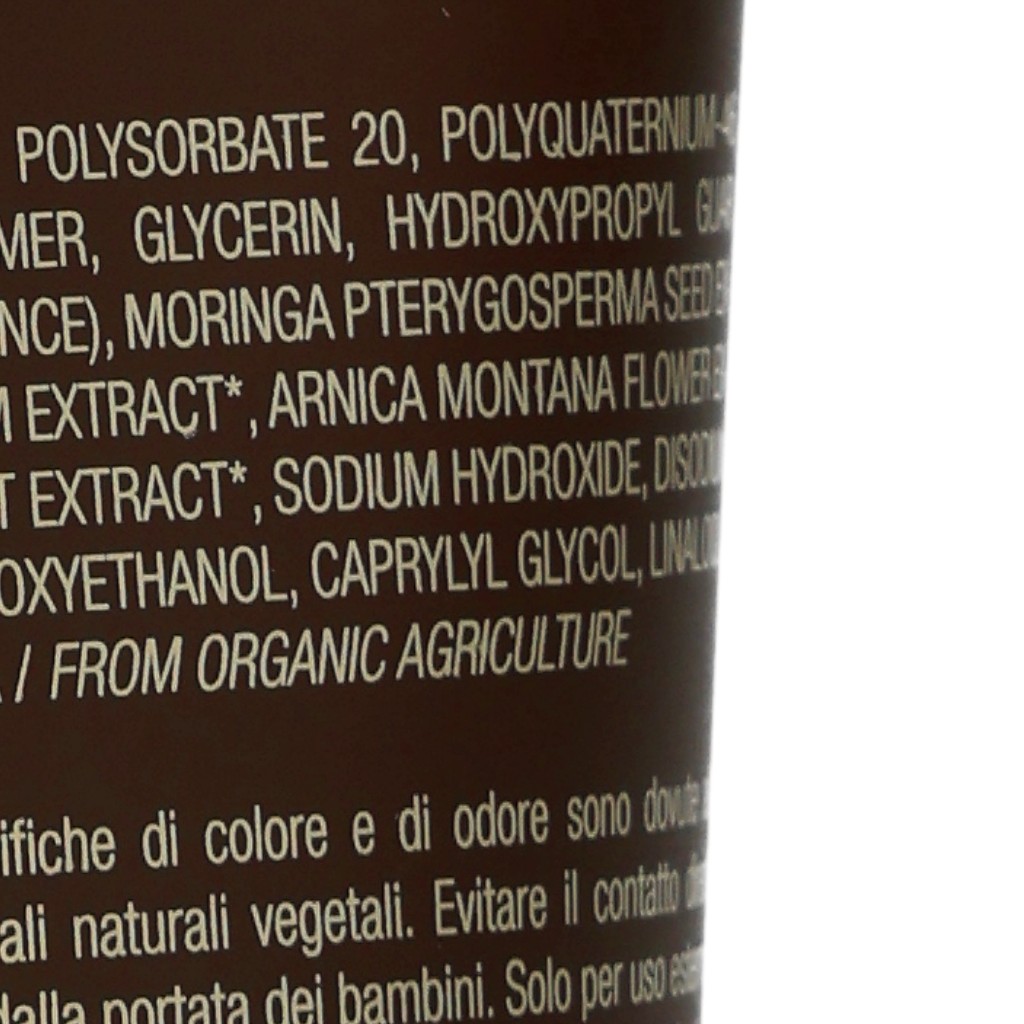 POLYSORBATE 20, POLYQUATERNIUM-
MER, GLYCERIN, HYDROXYPROPYL
NCE), MORINGA PTERYGOSPERMA SEED
EXTRACT*, ARNICA MONTANA FLOWER
T EXTRACT*, SODIUM HYDROXIDE,
OXYETHANOL, CAPRYLYL GLYCOL,
/ FROM ORGANIC AGRICULTURE
ifiche di colore e di odore sono dovute
ali naturali vegetali. Evitare il contatto
dalla portata dei bambini. Solo per uso